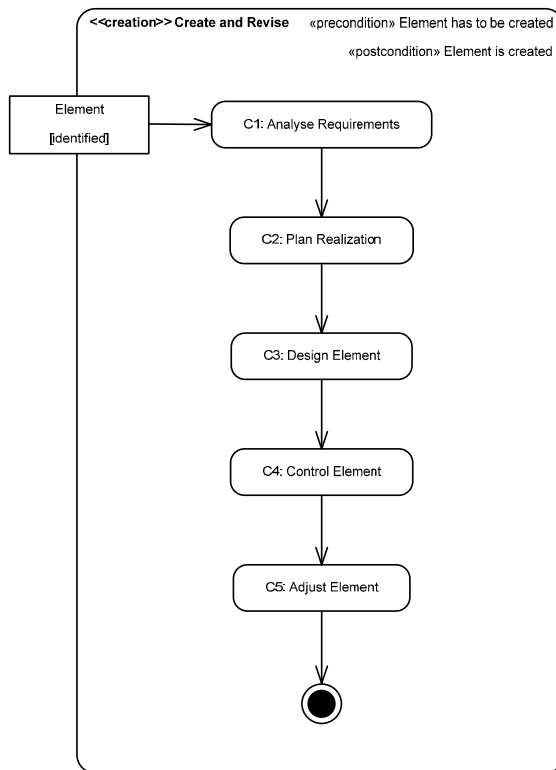 <<creation>> Create and Revise «precondition» Element has to be created
«postcondition» Element is created
Element
[identified]
C1: Analyse Requirements
C2: Plan Realization
C3: Design Element
C4: Control Element
C5: Adjust Element